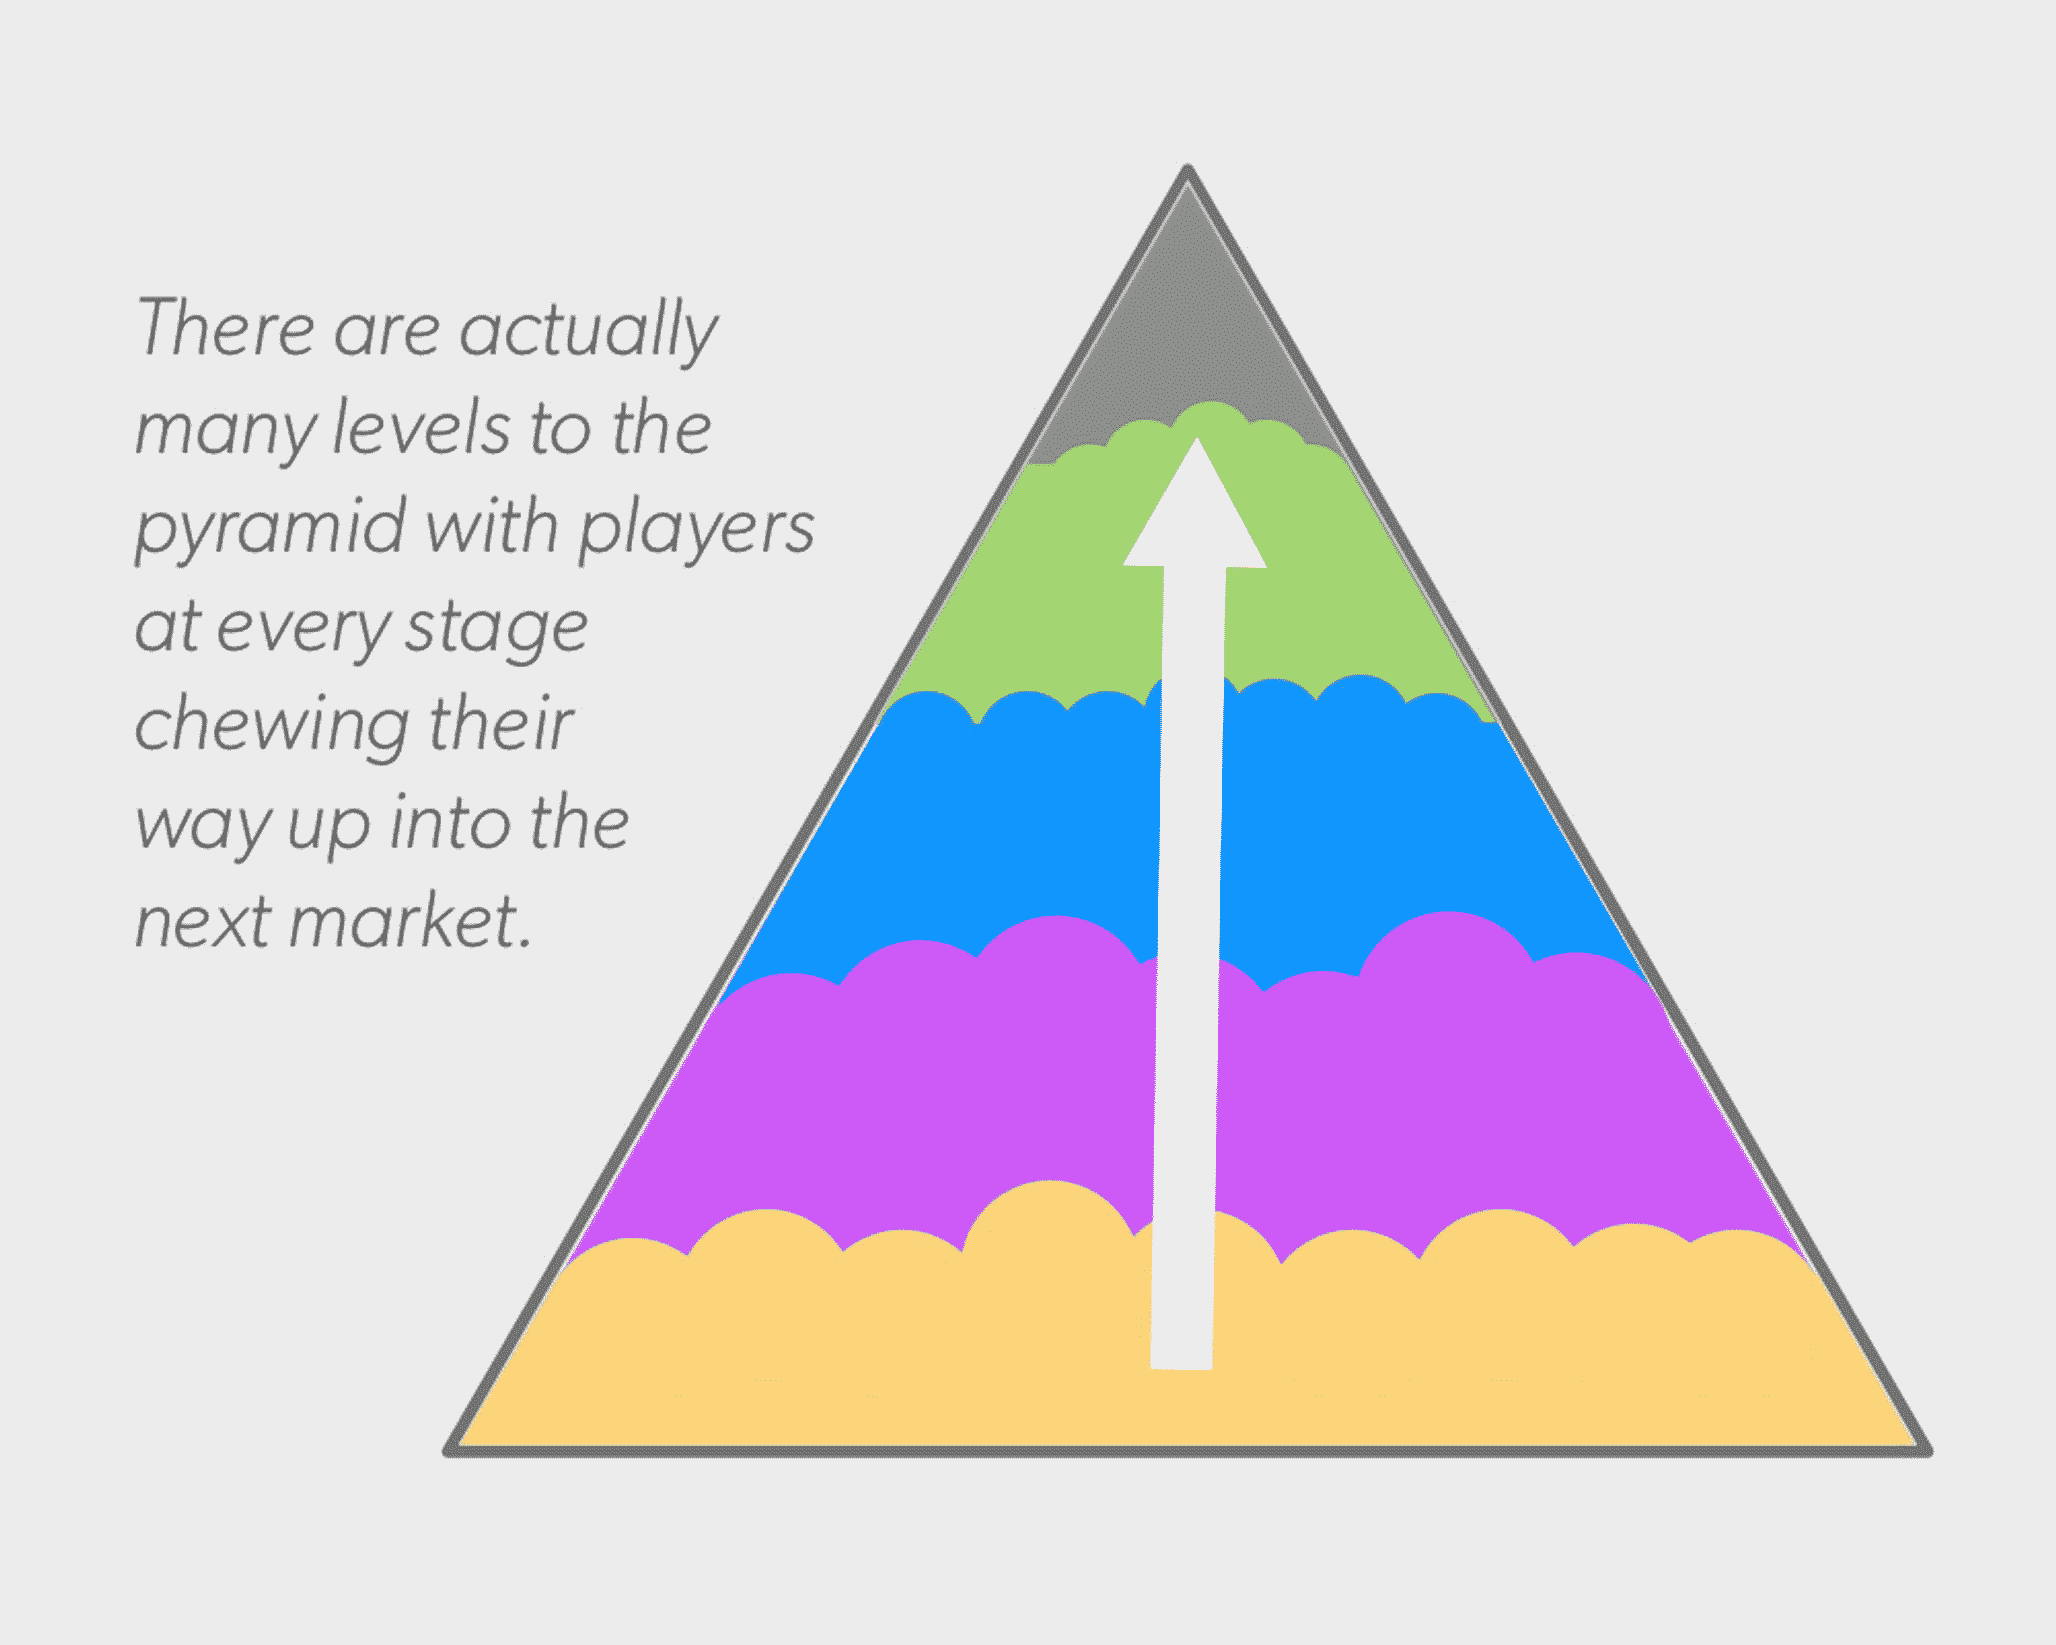 There are actually
many levels to the
pyramid with players
at every stage
chewing their
way up into the
next market.